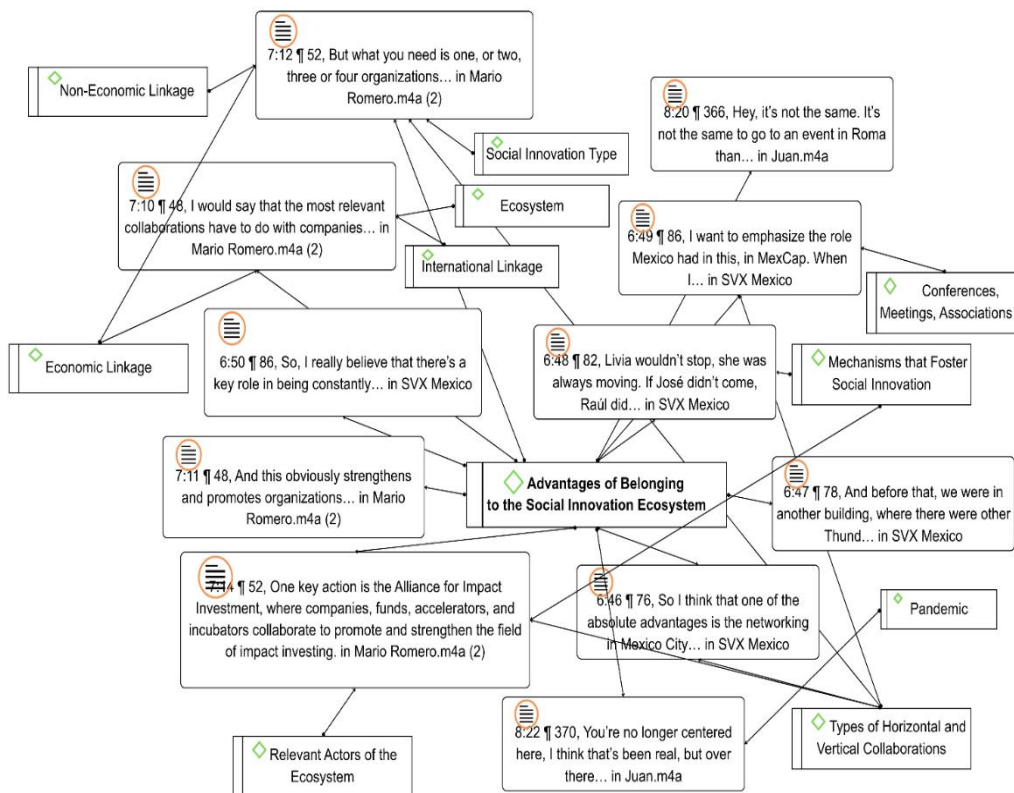 7:12 ¶ 52, But what you need is one, or two,
three or four organizations… in Mario
Romero.m4a (2)
Non-Economic Linkage
8:20 ¶ 366, Hey, it's not the same. It's
not the same to go to an event in Roma
than… in Juan.m4a
Social Innovation Type
7:10 ¶ 48, I would say that the most relevant
collaborations have to do with companies… in
Mario Romero.m4a (2)
Ecosystem
6:49 ¶ 86, I want to emphasize the role
Mexico had in this, in MexCap. When
I… in SVX Mexico
International Linkage
Conferences,
Meetings, Associations
Economic Linkage
6:50 ¶ 86, So, I really believe that there's a
key role in being constantly… in SVX Mexico
6:48 ¶ 82, Livia wouldn't stop, she was
always moving. If José didn't come,
Raúl did… in SVX Mexico
Mechanisms that Foster
Social Innovation
7:11 ¶ 48, And this obviously strengthens
and promotes organizations… in Mario
Romero.m4a (2)
Advantages of Belonging
to the Social Innovation Ecosystem
6:47 ¶ 78, And before that, we were in
another building, where there were other
Thund… in SVX Mexico
7:14 ¶ 52, One key action is the Alliance for Impact
Investment, where companies, funds, accelerators, and
incubators collaborate to promote and strengthen the field
of impact investing. in Mario Romero.m4a (2)
6:46 ¶ 76, So I think that one of the
absolute advantages is the networking
in Mexico City… in SVX Mexico
Pandemic
8:22 ¶ 370, You're no longer centered
here, I think that's been real, but over
there… in Juan.m4a
Types of Horizontal and
Vertical Collaborations
Relevant Actors of the
Ecosystem